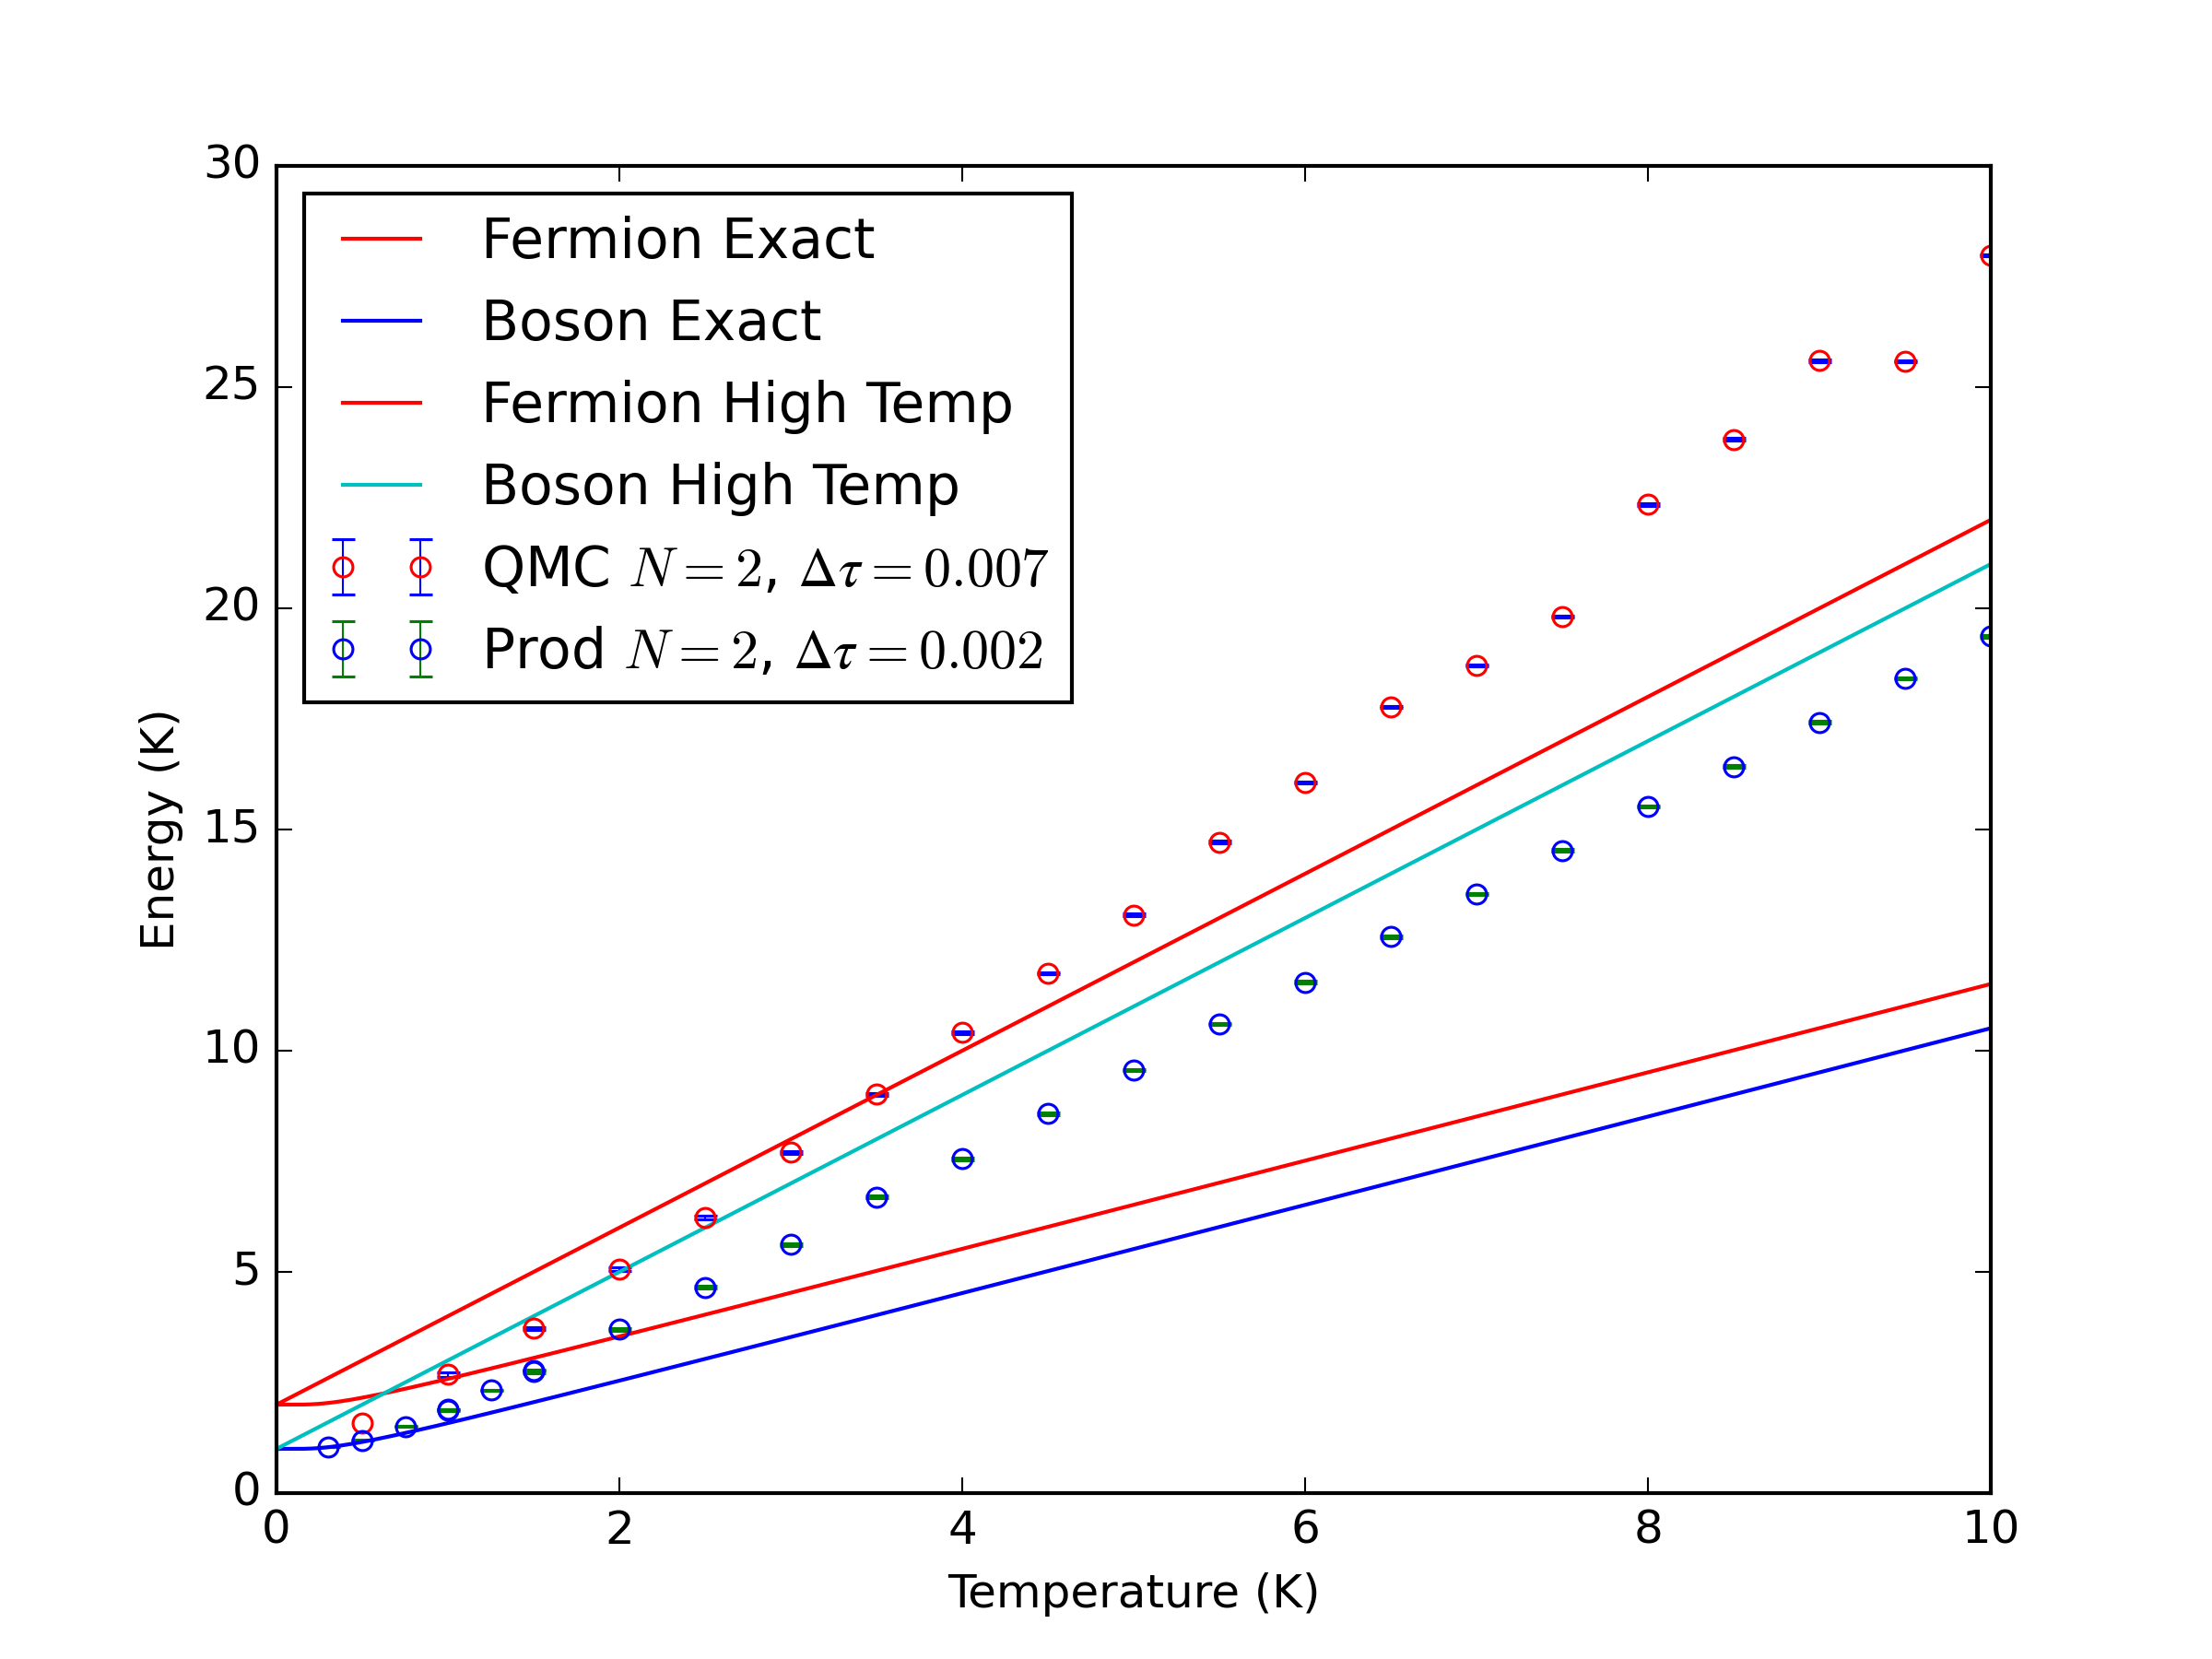 30
25
20
15
10
5
0
Energy (K)
Fermion Exact
Boson Exact
Fermion High Temp
Boson High Temp
QMC N = 2, Δτ = 0.007
Prod N = 2, Δτ = 0.002
0 2 4 6 8 10
Temperature (K)